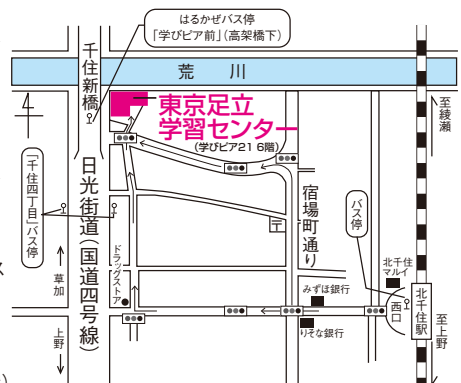 はるかぜバス停
「学びピア前」(高架橋下)
千住新橋
荒川
東京足立
学習センター
(学びピア21 6階)
至綾瀬
「千住四丁目」バス停
日光街道(国道四号線)
宿場町通り
バス停
〒
ドラッグストア
草加
上野
みずほ銀行
りそな銀行
北千住
マルイ
西口
北千住駅
至上野